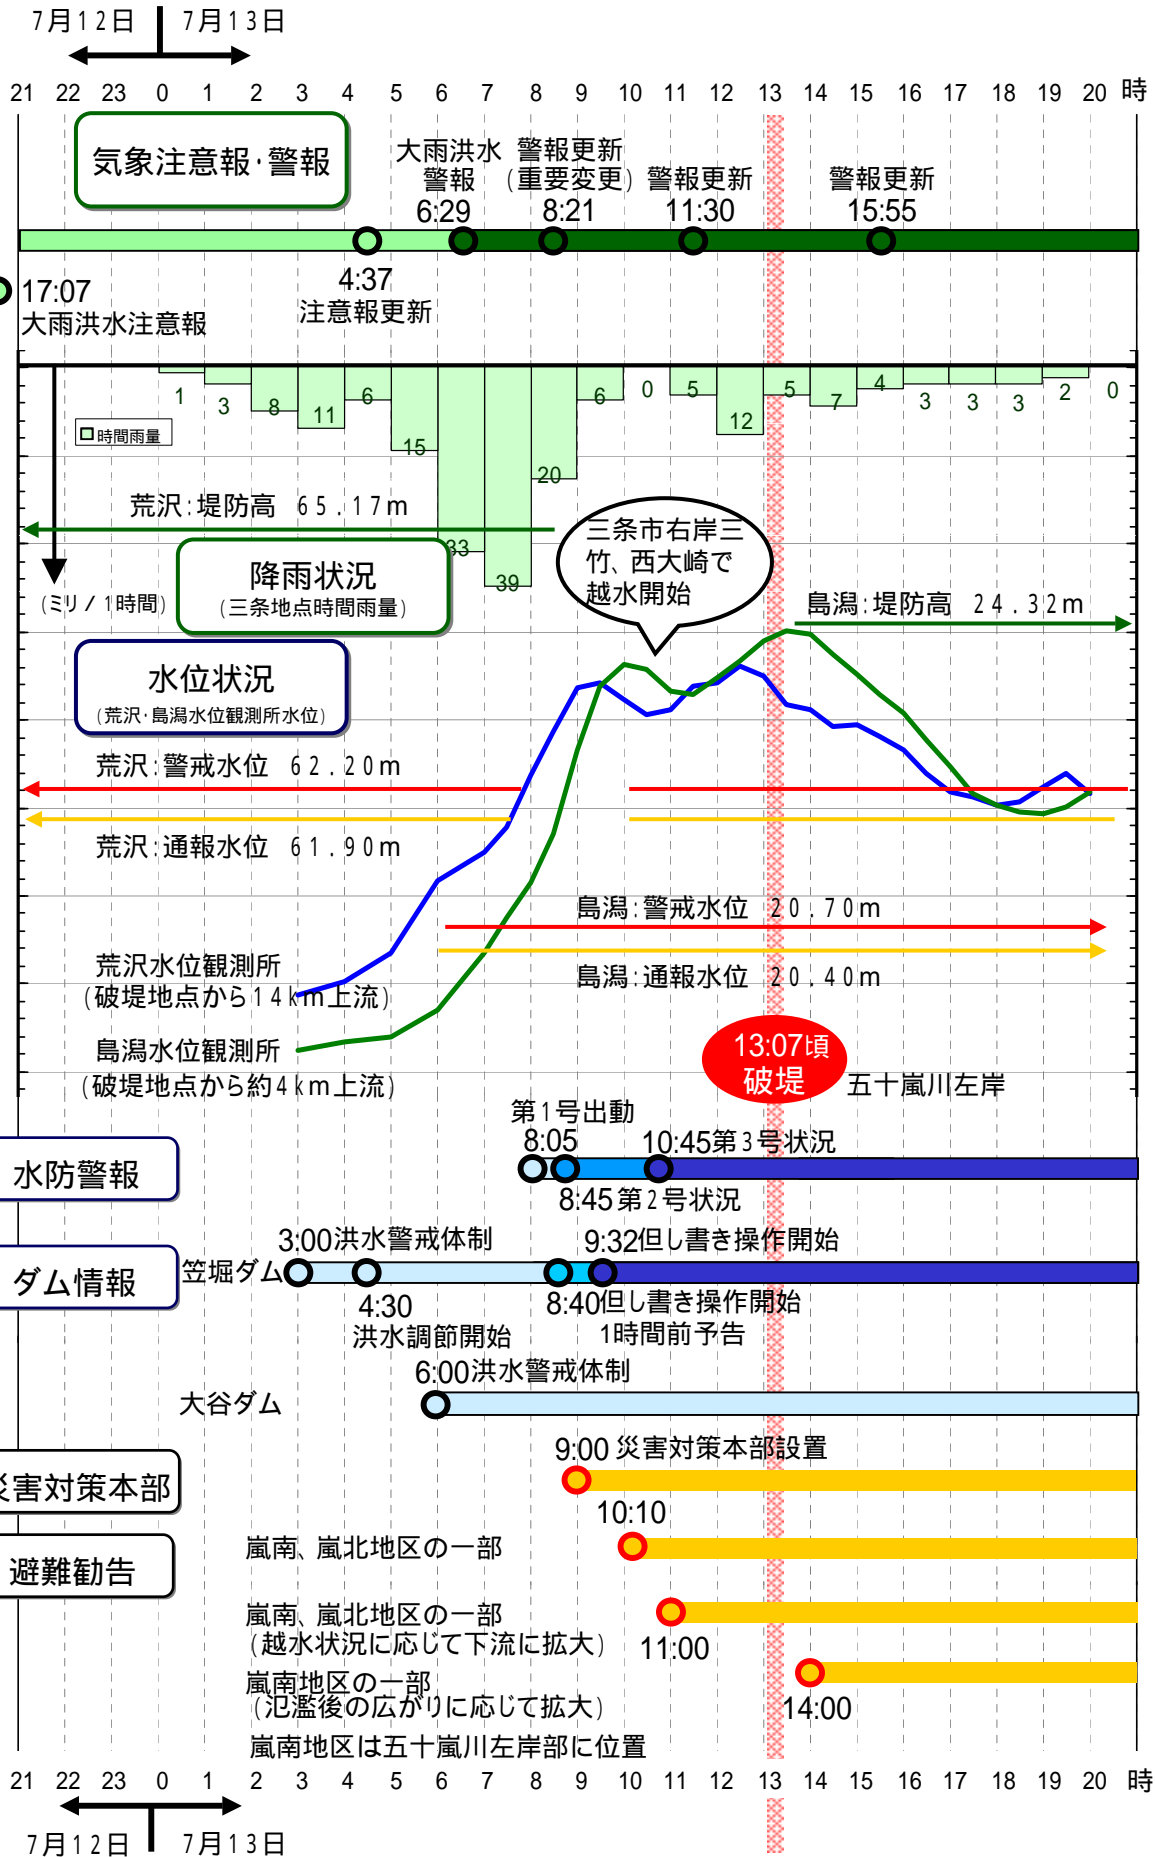 7月12日 7月13日
21 22 23 0 1 2 3 4 5 6 7 8 9 10 11 12 13 14 15 16 17 18 19 20 時
気象注意報・警報
大雨洪水
警報
6:29
警報更新
(重要変更)
8:21
警報更新
11:30
警報更新
15:55
17:07
大雨洪水注意報
4:37
注意報更新
1 3 8 11 6 15 33 39 20 6 0 5 12 5 7 4 3 3 3 2 0
時間雨量
荒沢:堤防高 65.17m
(ミリ/1時間)
降雨状況
(三条地点時間雨量)
三条市右岸三
竹、西大崎で
越水開始
島潟:堤防高 24.32m
水位状況
(荒沢・島潟水位観測所水位)
荒沢:警戒水位 62.20m
荒沢:通報水位 61.90m
島潟:警戒水位 20.70m
島潟:通報水位 20.40m
荒沢水位観測所
(破堤地点から14km上流)
島潟水位観測所
(破堤地点から約4km上流)
13:07頃
破堤
五十嵐川左岸
水防警報
第1号出動
8:05
10:45第3号状況
8:45第2号状況
ダム情報
笠堀ダム
3:00洪水警戒体制
9:32但し書き操作開始
4:30
洪水調節開始
8:40但し書き操作開始
1時間前予告
大谷ダム
6:00洪水警戒体制
災害対策本部
9:00災害対策本部設置
避難勧告
10:10
嵐南、嵐北地区の一部
嵐南、嵐北地区の一部
(越水状況に応じて下流に拡大)
11:00
嵐南地区の一部
(氾濫後の広がりに応じて拡大)
14:00
嵐南地区は五十嵐川左岸部に位置
21 22 23 0 1 2 3 4 5 6 7 8 9 10 11 12 13 14 15 16 17 18 19 20 時
7月12日 7月13日